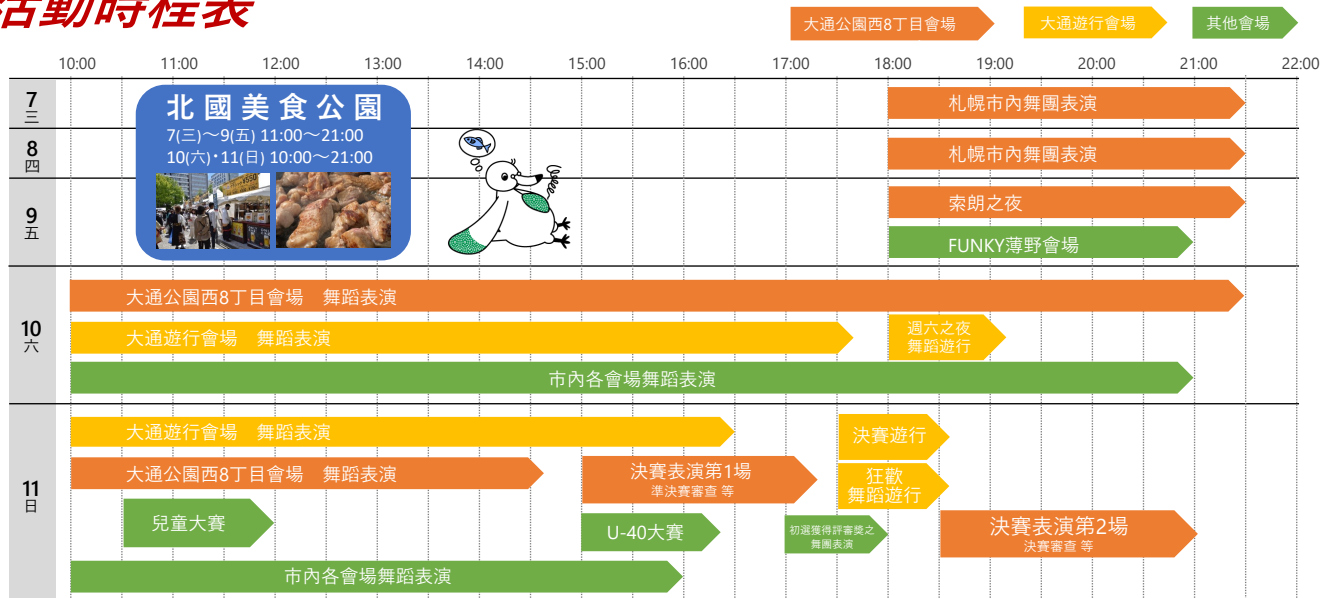 活動時程表
大通公園西8丁目會場
大通遊行會場
其他會場
10:00 11:00 12:00 13:00 14:00 15:00 16:00 17:00 18:00 19:00 20:00 21:00 22:00
7
三
北國美食公園
7(三)～9(五) 11:00～21:00
10(六)･11(日) 10:00～21:00
札幌市內舞團表演
8
四
札幌市內舞團表演
9
五
索朗之夜
FUNKY薄野會場
10
六
大通公園西8丁目會場 舞蹈表演
大通遊行會場 舞蹈表演
週六之夜
舞蹈遊行
市內各會場舞蹈表演
11
日
大通遊行會場 舞蹈表演
決賽遊行
大通公園西8丁目會場 舞蹈表演
決賽表演第1場
準決賽審查 等
狂歡
舞蹈遊行
兒童大賽
U-40大賽
初選獲得評審獎之
舞團表演
決賽表演第2場
決賽審查 等
市內各會場舞蹈表演